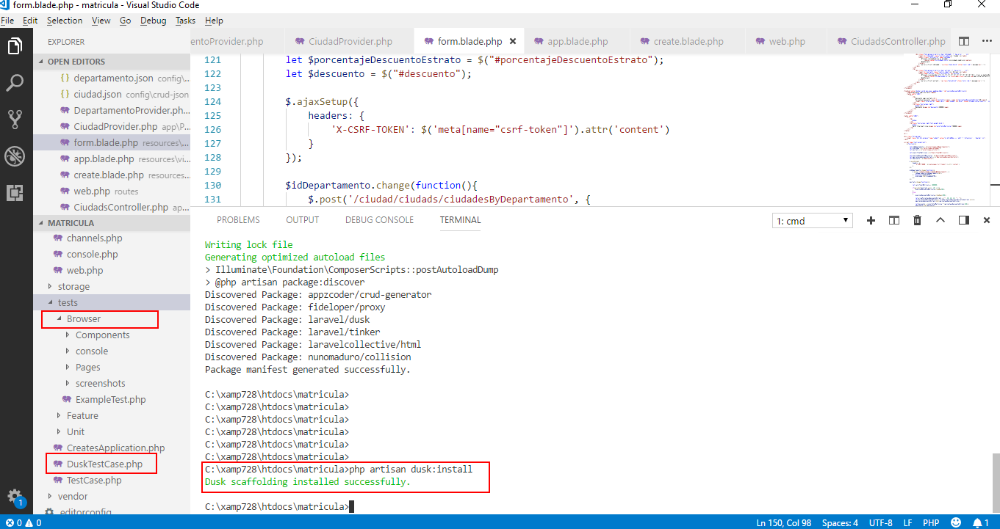 form.blade.php - matricula - Visual Studio Code
File Edit Selection View Go Debug Tasks Help
EXPLORER
OPEN EDITORS
{ } departamento.json config\...
{ } ciudad.json config\crud-json
DepartamentoProvider.ph...
CiudadProvider.php app\P...
form.blade.php resources\...
app.blade.php resources\vi...
create.blade.php resources...
web.php routes
CiudadsController.php ap...
MATRICULA
channels.php
console.php
web.php
storage
tests
Browser
Components
console
Pages
screenshots
ExampleTest.php
Feature
Unit
CreatesApplication.php
DuskTestCase.php
TestCase.php
vendor
.editorconfig
1
entoProvider.php CiudadProvider.php form.blade.php app.blade.php create.blade.php web.php CiudadsController.php
121 let $porcentajeDescuentoEstrato = $("#porcentajeDescuentoEstrato");
122 let $descuento = $("#descuento");
123
124 $.ajaxSetup({
125 headers: {
126 'X-CSRF-TOKEN': $('meta[name="csrf-token"]').attr('content')
127 }
128 });
129
130 $idDepartamento.change(function(){
131 $.post('/ciudad/ciudads/ciudadesByDepartamento', {
PROBLEMS OUTPUT DEBUG CONSOLE TERMINAL
1: cmd
Writing lock file
Generating optimized autoload files
> Illuminate\Foundation\ComposerScripts::postAutoloadDump
> @php artisan package:discover
Discovered Package: appzcoder/crud-generator
Discovered Package: fideloper/proxy
Discovered Package: laravel/dusk
Discovered Package: laravel/tinker
Discovered Package: laravelcollective/html
Discovered Package: nunomaduro/collision
Package manifest generated successfully.
C:\xamp728\htdocs\matricula>
C:\xamp728\htdocs\matricula>
C:\xamp728\htdocs\matricula>
C:\xamp728\htdocs\matricula>
C:\xamp728\htdocs\matricula>
C:\xamp728\htdocs\matricula>
C:\xamp728\htdocs\matricula>php artisan dusk:install
Dusk scaffolding installed successfully.
C:\xamp728\htdocs\matricula>
0 0 Ln 150, Col 98 Spaces: 4 UTF-8 LF PHP 1